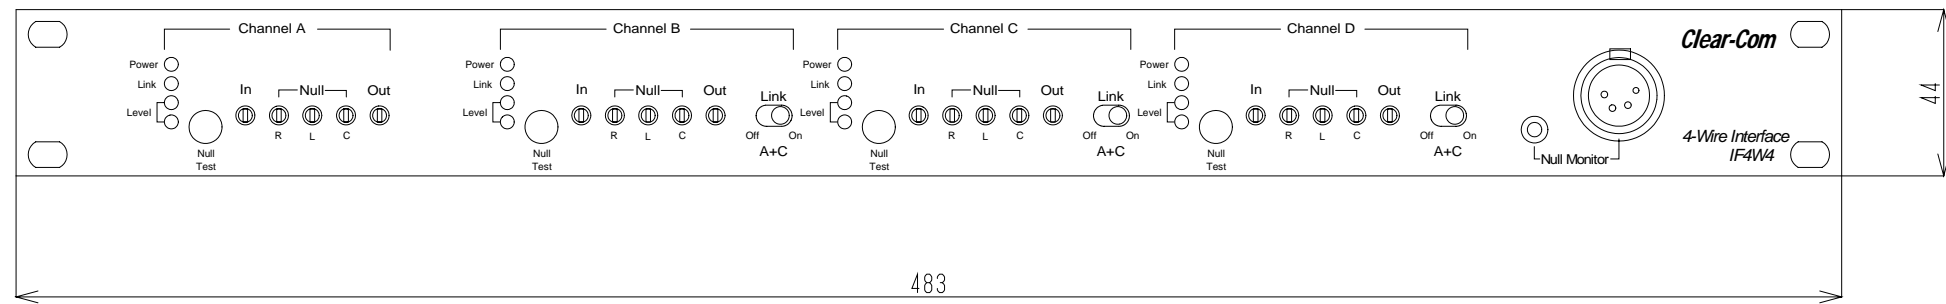 Channel A
Channel B
Channel C
Channel D
Clear-Com
Power
Link
Level
In
Null
Out
R
L
C
Null
Test
Power
Link
Level
In
Null
Out
R
L
C
Null
Test
Link
Off
On
A+C
Power
Link
Level
In
Null
Out
R
L
C
Null
Test
Link
Off
On
A+C
Power
Link
Level
In
Null
Out
R
L
C
Null
Test
Link
Off
On
A+C
Null Monitor
4-Wire Interface
IF4W4
44
483